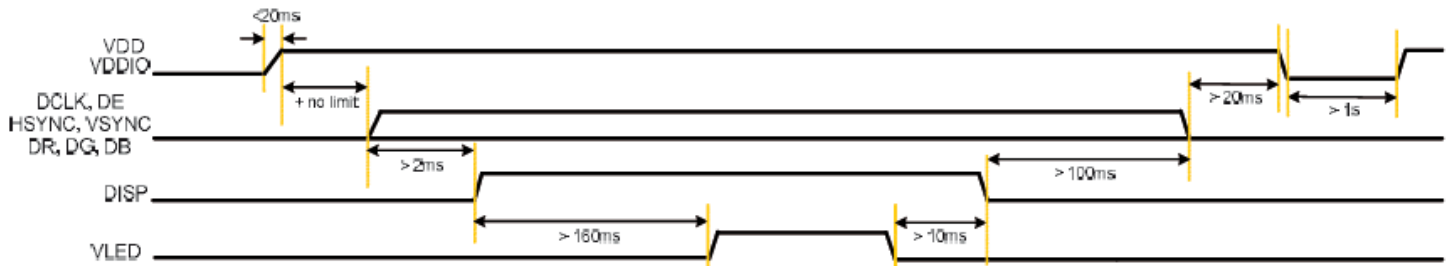 <20ms
VDD
VDDIO
+ no limit
>20ms
>1s
DCLK, DE
HSYNC, VSYNC
DR, DG, DB
>2ms
>100ms
DISP
>160ms
>10ms
VLED